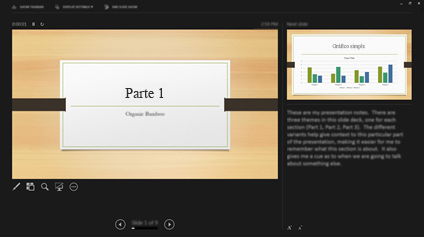 SHOW TASKBAR DISPLAY SETTINGS END SLIDE SHOW
0:00:21
2:53 PM
Parte 1
Organic Bamboo
Slide 1 of 9
Next slide
Gráfico simple
These are my presentation notes. There are
three themes in this slide deck, one for each
section (Part 1, Part 2, Part 3). The different
variants help give context to this particular part
of the presentation, making it easier for me to
remember what this section is about. It also
gives me a cue as to when we are going to talk
about something else.